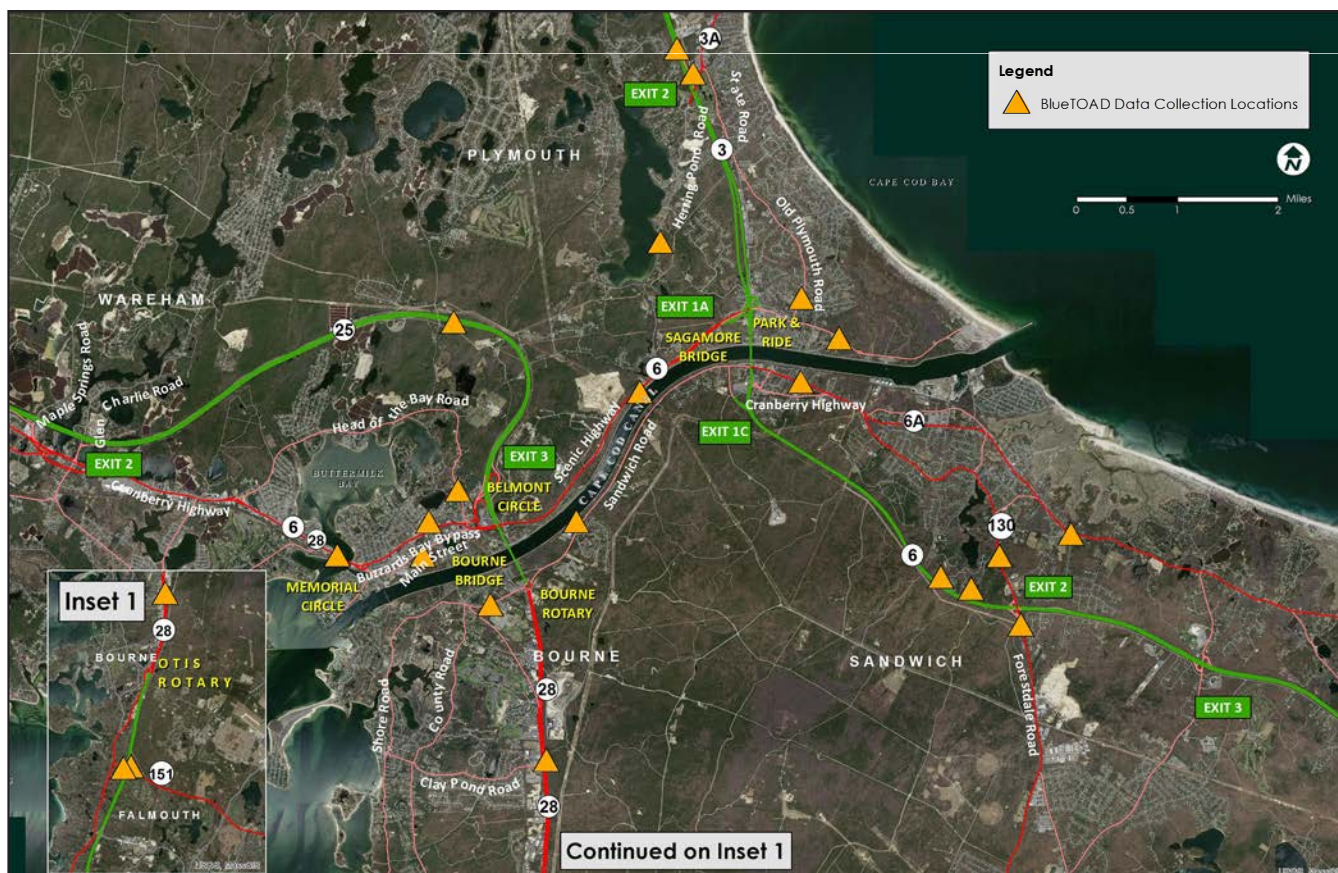 3A
EXIT 2
State Road
Legend
BlueTOAD Data Collection Locations
N
0 0.5 1 2 Miles
PLYMOUTH
3
Herring Pond Road
CAPE COD BAY
Old Plymouth Road
WAREHAM
EXIT 1A
PARK &
RIDE
SAGAMORE
BRIDGE
25
Maple Springs Road
Glen Charlie Road
6
Cranberry Highway
Head of the Bay Road
Scenic Highway
CAPE COD CANAL
Sandwich Road
6A
EXIT 1C
EXIT 2
EXIT 3
BUTTERMILK
BAY
BELMONT
CIRCLE
Cranberry Highway
6
28
130
Buzzards Bay Bypass
Main Street
6
BOURNE
BRIDGE
MEMORIAL
CIRCLE
BOURNE
ROTARY
EXIT 2
Inset 1
28
BOURNE
OTIS
ROTARY
BOURNE
SANDWICH
Shore Road
County Road
28
Forestdale Road
EXIT 3
151
Clay Pond Road
28
FALMOUTH
Continued on Inset 1